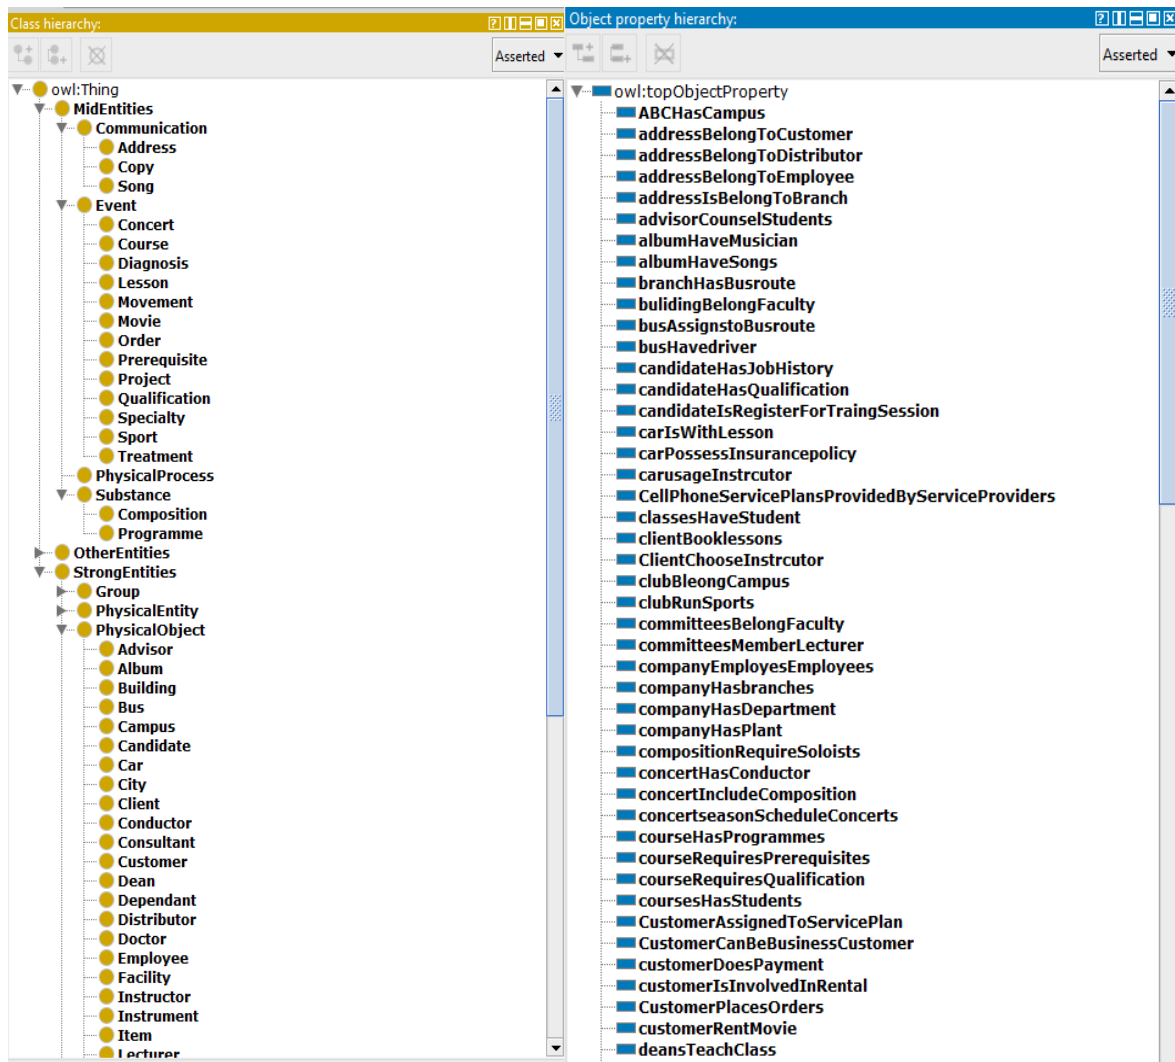 Class hierarchy:
Asserted
owl:Thing
MidEntities
Communication
Address
Copy
Song
Event
Concert
Course
Diagnosis
Lesson
Movement
Movie
Order
Prerequisite
Project
Qualification
Specialty
Sport
Treatment
PhysicalProcess
Substance
Composition
Programme
OtherEntities
StrongEntities
Group
PhysicalEntity
PhysicalObject
Advisor
Album
Building
Bus
Campus
Candidate
Car
City
Client
Conductor
Consultant
Customer
Dean
Dependant
Distributor
Doctor
Employee
Facility
Instructor
Instrument
Item
Lecturer
Object property hierarchy:
Asserted
owl:topObjectProperty
ABCHasCampus
addressBelongToCustomer
addressBelongToDistributor
addressBelongToEmployee
addressIsBelongToBranch
advisorCounselStudents
albumHaveMusician
albumHaveSongs
branchHasBusroute
bulidingBelongFaculty
busAssignstoBusroute
busHavedriver
candidateHasJobHistory
candidateHasQualification
candidateIsRegisterForTraingSession
carIsWithLesson
carPossessInsurancepolicy
carusageInstrcutor
CellPhoneServicePlansProvidedByServiceProviders
classesHaveStudent
clientBooklessons
ClientChooseInstrcutor
clubBleongCampus
clubRunSports
committeesBelongFaculty
committeesMemberLecturer
companyEmployesEmployees
companyHasbranches
companyHasDepartment
companyHasPlant
compositionRequireSoloists
concertHasConductor
concertIncludeComposition
concertseasonScheduleConcerts
courseHasProgrammes
courseRequiresPrerequisites
courseRequiresQualification
coursesHasStudents
CustomerAssignedToServicePlan
CustomerCanBeBusinessCustomer
customerDoesPayment
customerIsInvolvedInRental
CustomerPlacesOrders
customerRentMovie
deansTeachClass